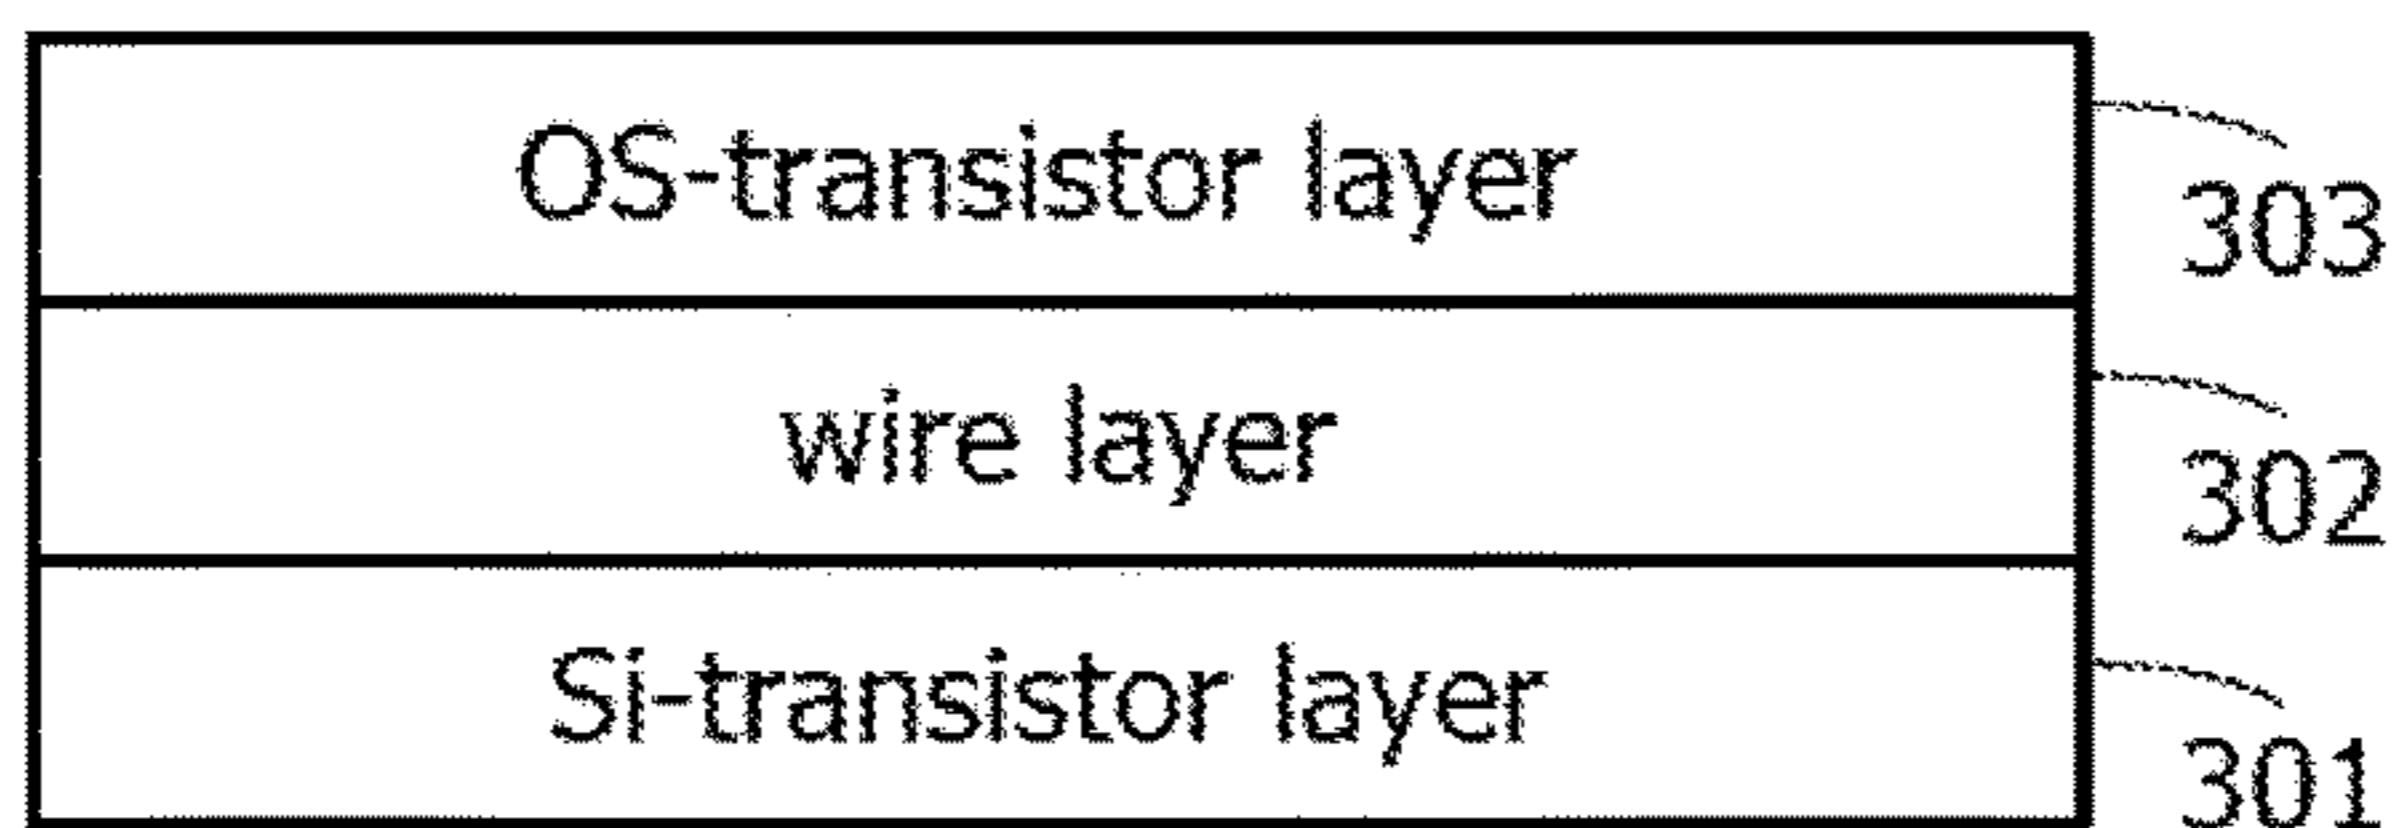 OS-transistor layer
303
wire layer
302
Si-transistor layer
301